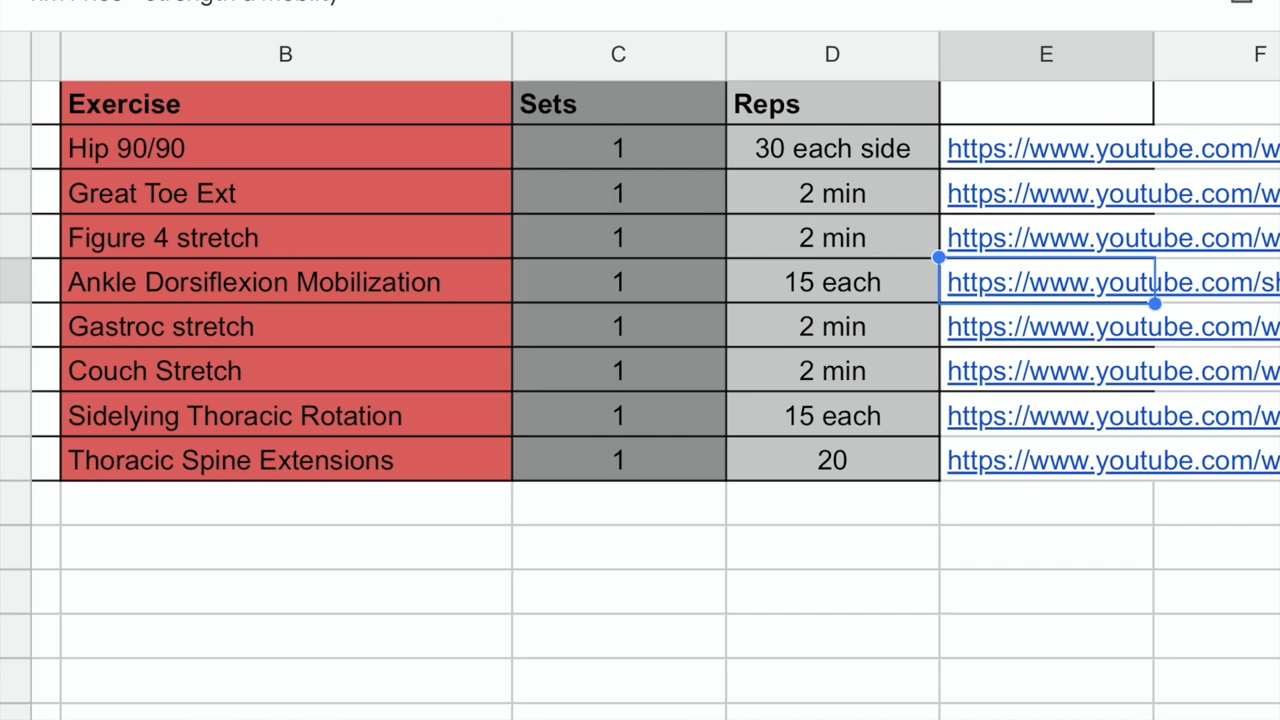 B C D E F
Exercise Sets Reps
Hip 90/90 1 30 each side https://www.youtube.com/w
Great Toe Ext 1 2 min https://www.youtube.com/w
Figure 4 stretch 1 2 min https://www.youtube.com/w
Ankle Dorsiflexion Mobilization 1 15 each https://www.youtube.com/sh
Gastroc stretch 1 2 min https://www.youtube.com/w
Couch Stretch 1 2 min https://www.youtube.com/w
Sidelying Thoracic Rotation 1 15 each https://www.youtube.com/w
Thoracic Spine Extensions 1 20 https://www.youtube.com/w